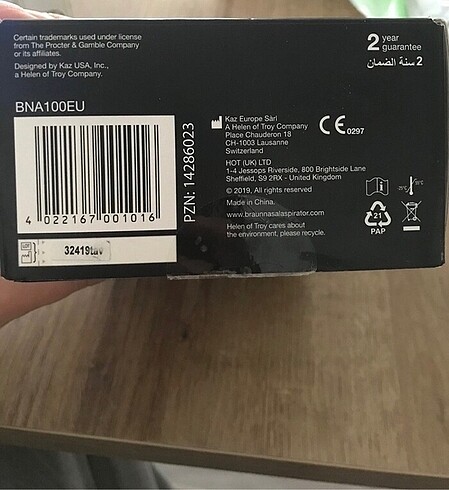 Certain trademarks used under license
from The Procter & Gamble Company
or its affiliates.
Designed by Kaz USA, Inc.,
a Helen of Troy Company.
2 year
guarantee
2 سنة الضمان
BNA100EU
4 022167 001016
PZN: 14286023
Kaz Europe Sàrl
A Helen of Troy Company
Place Chauderon 18
CH-1003 Lausanne
Switzerland
CE 0297
HOT (UK) LTD
1-4 Jessops Riverside, 800 Brightside Lane
Sheffield, S9 2RX - United Kingdom
© 2019, All rights reserved
Made in China.
www.braunnasalaspirator.com
Helen of Troy cares about
the environment, please recycle.
21
PAP
LOT
32419tav